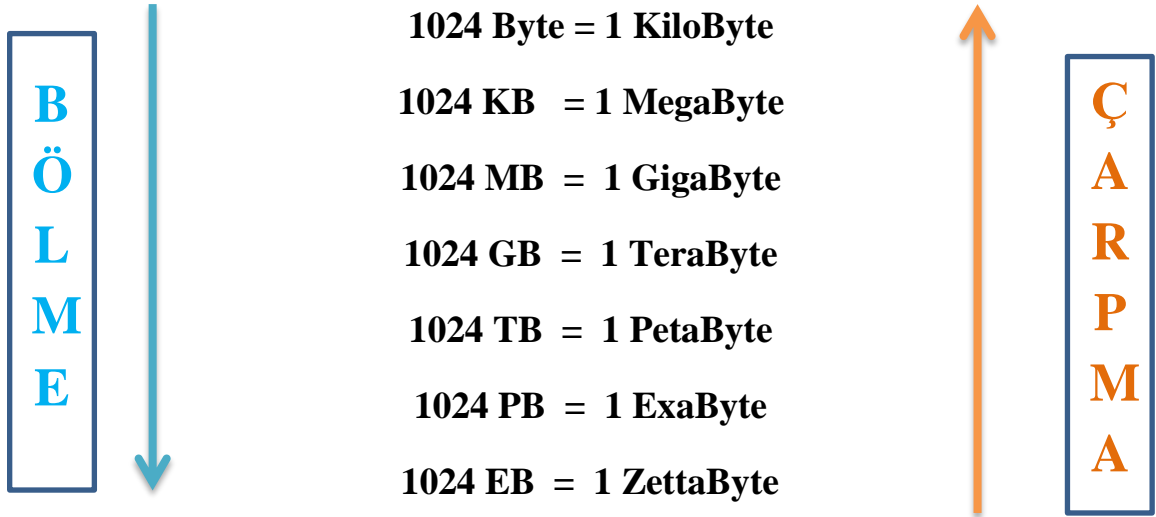 BÖLME
1024 Byte = 1 KiloByte
1024 KB = 1 MegaByte
1024 MB = 1 GigaByte
1024 GB = 1 TeraByte
1024 TB = 1 PetaByte
1024 PB = 1 ExaByte
1024 EB = 1 ZettaByte
ÇARPMA